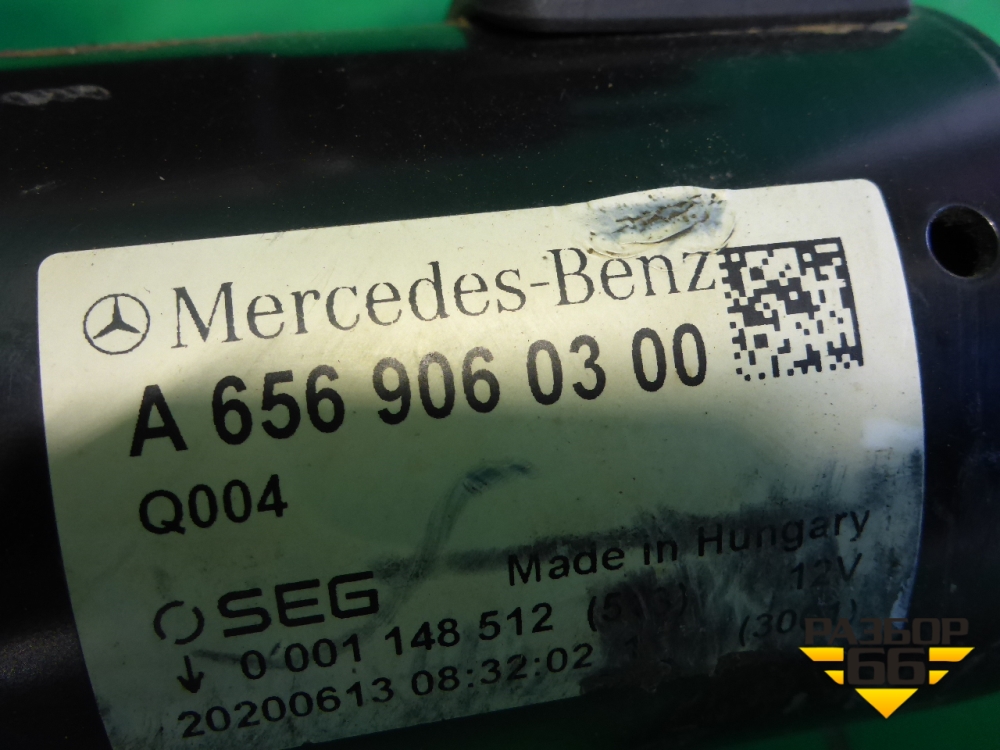 Mercedes-Benz
A 656 906 03 00
Q004
Made in Hungary
SEG 12V
0 001 148 512
20200613 08:32:02
РАЗБОР
66